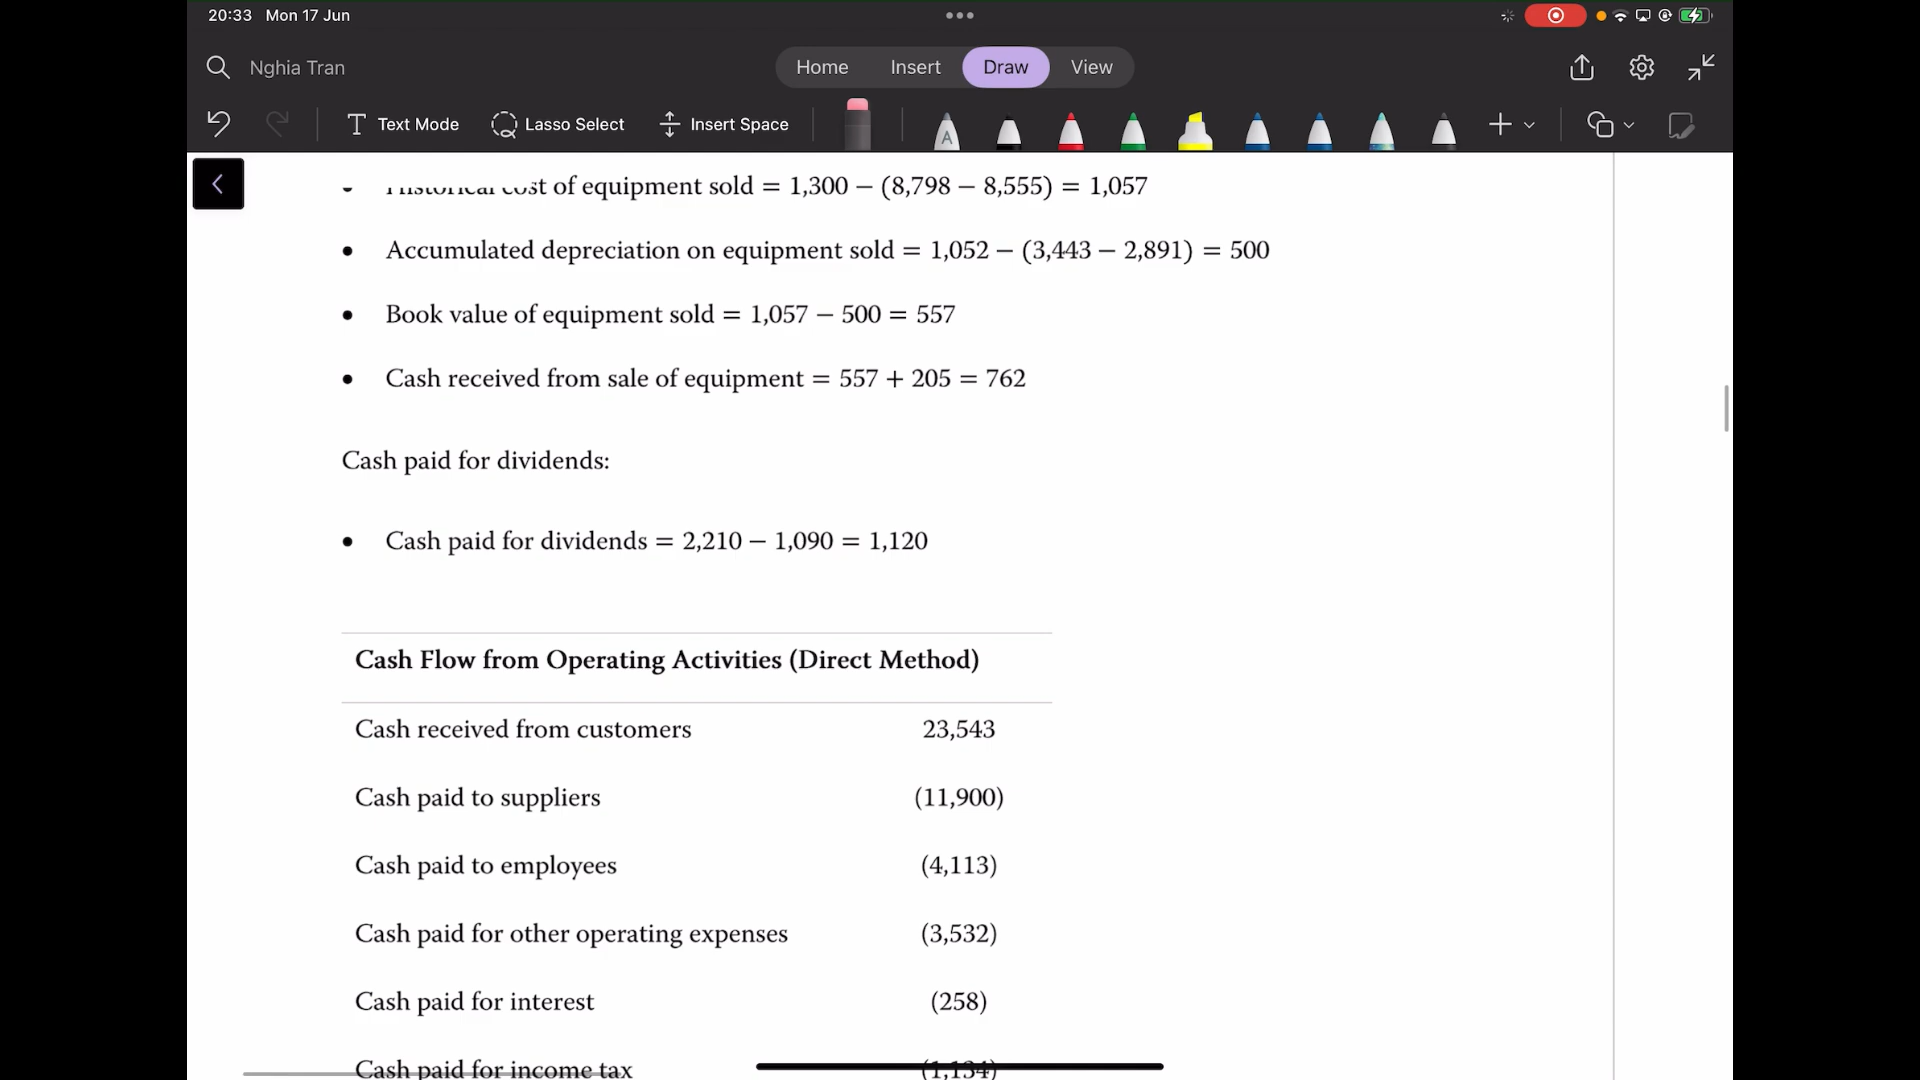 20:33 Mon 17 Jun
Nghia Tran
Home Insert Draw View
Text Mode Lasso Select Insert Space A
• Historical cost of equipment sold = 1,300 − (8,798 − 8,555) = 1,057
• Accumulated depreciation on equipment sold = 1,052 − (3,443 − 2,891) = 500
• Book value of equipment sold = 1,057 − 500 = 557
• Cash received from sale of equipment = 557 + 205 = 762
Cash paid for dividends:
• Cash paid for dividends = 2,210 − 1,090 = 1,120
Cash Flow from Operating Activities (Direct Method)
Cash received from customers 23,543
Cash paid to suppliers (11,900)
Cash paid to employees (4,113)
Cash paid for other operating expenses (3,532)
Cash paid for interest (258)
Cash paid for income tax (1,134)